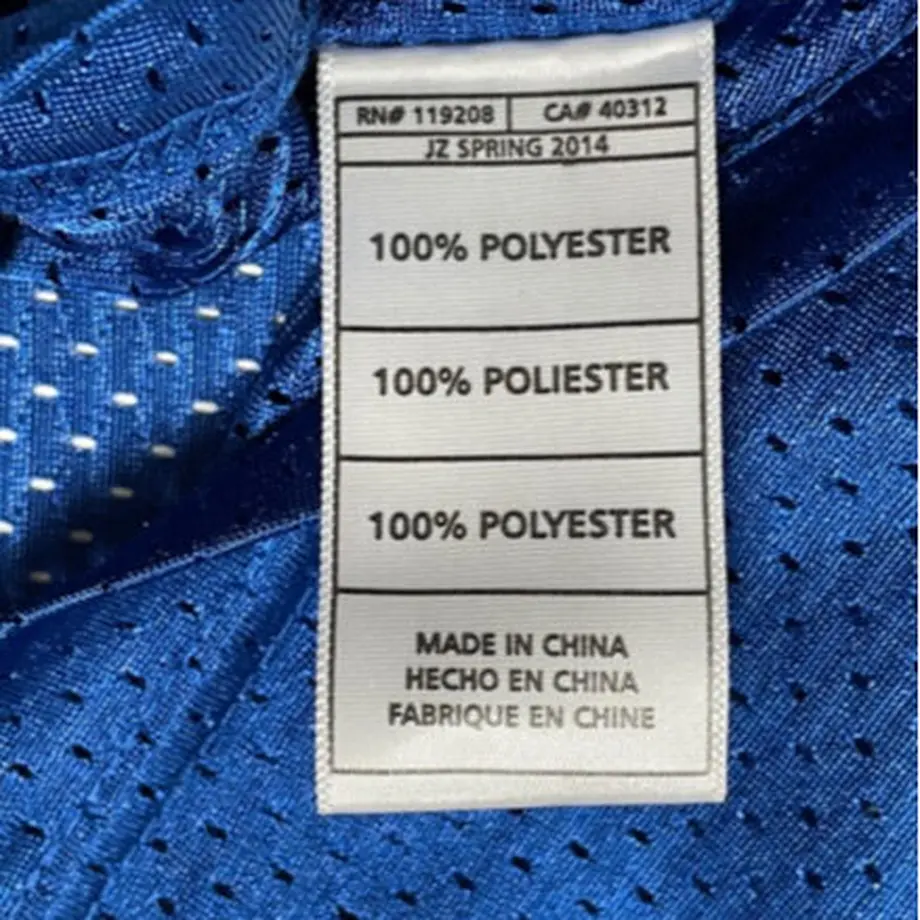 RN# 119208 CA# 40312
JZ SPRING 2014
100% POLYESTER
100% POLIESTER
100% POLYESTER
MADE IN CHINA
HECHO EN CHINA
FABRIQUE EN CHINE